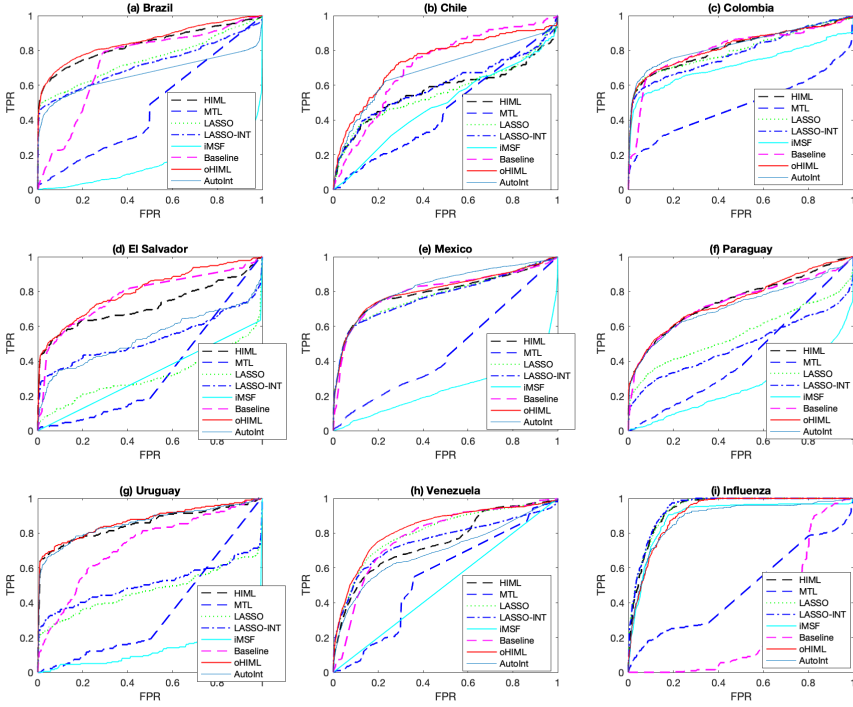 (a) Brazil
TPR
1
0.8
0.6
0.4
0.2
0
0 0.2 0.4 0.6 0.8 1
FPR
HIML
MTL
LASSO
LASSO-INT
iMSF
Baseline
oHIML
AutoInt
(b) Chile
TPR
1
0.8
0.6
0.4
0.2
0
0 0.2 0.4 0.6 0.8 1
FPR
HIML
MTL
LASSO
LASSO-INT
iMSF
Baseline
oHIML
AutoInt
(c) Colombia
TPR
1
0.8
0.6
0.4
0.2
0
0 0.2 0.4 0.6 0.8 1
FPR
HIML
MTL
LASSO
LASSO-INT
iMSF
Baseline
oHIML
AutoInt
(d) El Salvador
TPR
1
0.8
0.6
0.4
0.2
0
0 0.2 0.4 0.6 0.8 1
FPR
HIML
MTL
LASSO
LASSO-INT
iMSF
Baseline
oHIML
AutoInt
(e) Mexico
TPR
1
0.8
0.6
0.4
0.2
0
0 0.2 0.4 0.6 0.8 1
FPR
HIML
MTL
LASSO
LASSO-INT
iMSF
Baseline
oHIML
AutoInt
(f) Paraguay
TPR
1
0.8
0.6
0.4
0.2
0
0 0.2 0.4 0.6 0.8 1
FPR
HIML
MTL
LASSO
LASSO-INT
iMSF
Baseline
oHIML
AutoInt
(g) Uruguay
TPR
1
0.8
0.6
0.4
0.2
0
0 0.2 0.4 0.6 0.8 1
FPR
HIML
MTL
LASSO
LASSO-INT
iMSF
Baseline
oHIML
AutoInt
(h) Venezuela
TPR
1
0.8
0.6
0.4
0.2
0
0 0.2 0.4 0.6 0.8 1
FPR
HIML
MTL
LASSO
LASSO-INT
iMSF
Baseline
oHIML
AutoInt
(i) Influenza
TPR
1
0.8
0.6
0.4
0.2
0
0 0.2 0.4 0.6 0.8 1
FPR
HIML
MTL
LASSO
LASSO-INT
iMSF
Baseline
oHIML
AutoInt